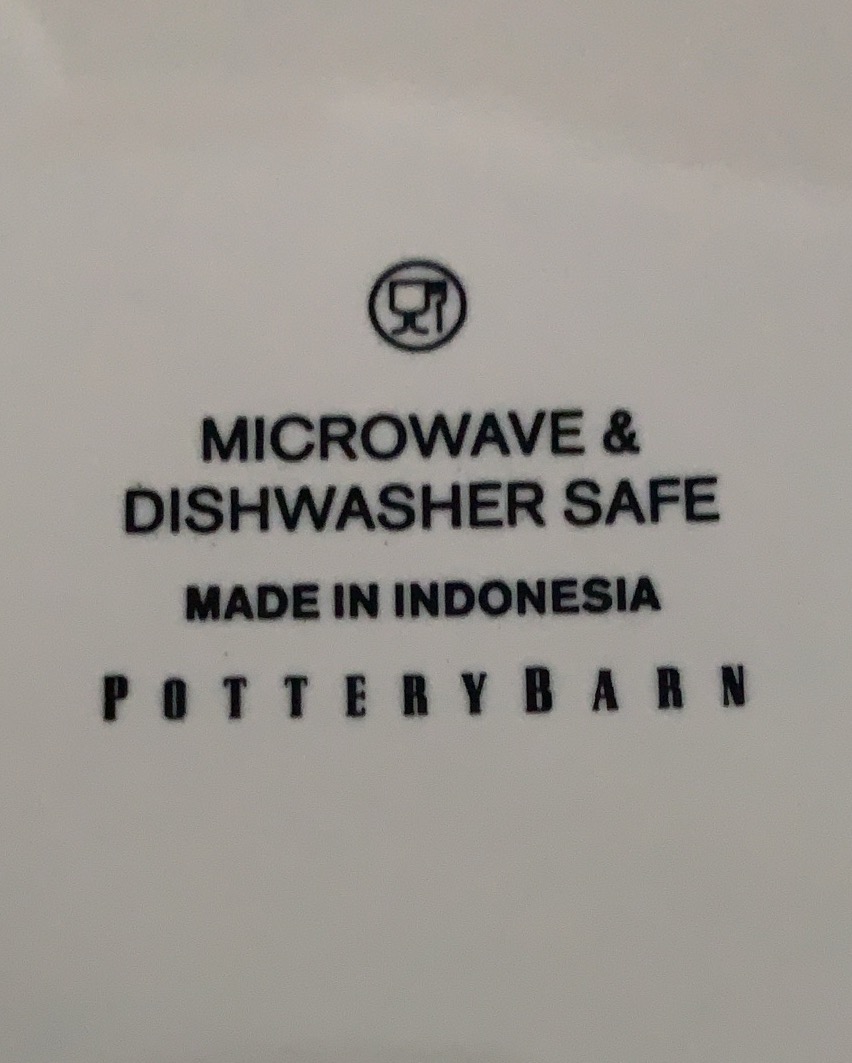 MICROWAVE &
DISHWASHER SAFE
MADE IN INDONESIA
POTTERYBARN